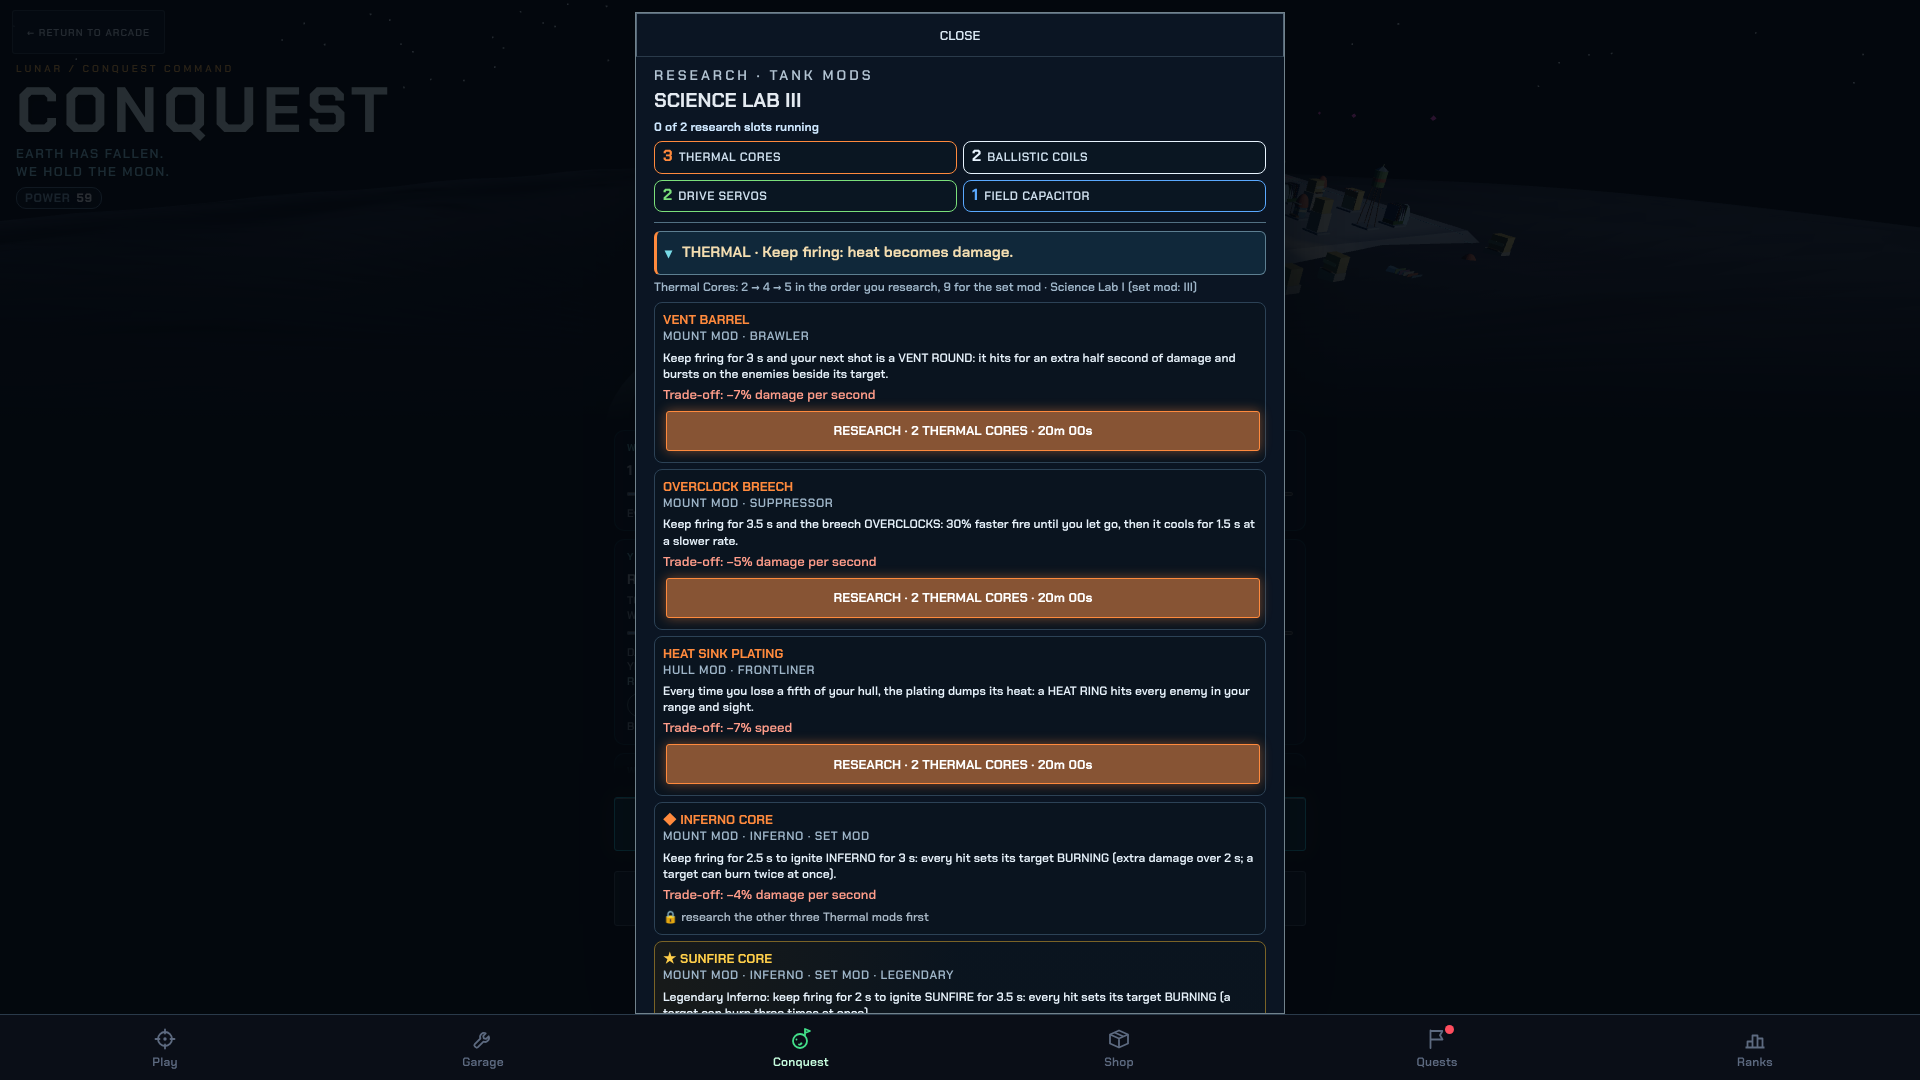 ← RETURN TO ARCADE
LUNAR / CONQUEST COMMAND
CONQUEST
EARTH HAS FALLEN.
WE HOLD THE MOON.
POWER 59
CLOSE
RESEARCH · TANK MODS
SCIENCE LAB III
0 of 2 research slots running
3 THERMAL CORES
2 BALLISTIC COILS
2 DRIVE SERVOS
1 FIELD CAPACITOR
▼ THERMAL · Keep firing: heat becomes damage.
Thermal Cores: 2 → 4 → 5 in the order you research, 9 for the set mod · Science Lab I (set mod: III)
VENT BARREL
MOUNT MOD · BRAWLER
Keep firing for 3 s and your next shot is a VENT ROUND: it hits for an extra half second of damage and
bursts on the enemies beside its target.
Trade-off: −7% damage per second
RESEARCH · 2 THERMAL CORES · 20m 00s
OVERCLOCK BREECH
MOUNT MOD · SUPPRESSOR
Keep firing for 3.5 s and the breech OVERCLOCKS: 30% faster fire until you let go, then it cools for 1.5 s at
a slower rate.
Trade-off: −5% damage per second
RESEARCH · 2 THERMAL CORES · 20m 00s
HEAT SINK PLATING
HULL MOD · FRONTLINER
Every time you lose a fifth of your hull, the plating dumps its heat: a HEAT RING hits every enemy in your
range and sight.
Trade-off: −7% speed
RESEARCH · 2 THERMAL CORES · 20m 00s
◆ INFERNO CORE
MOUNT MOD · INFERNO · SET MOD
Keep firing for 2.5 s to ignite INFERNO for 3 s: every hit sets its target BURNING (extra damage over 2 s; a
target can burn twice at once).
Trade-off: −4% damage per second
🔒 research the other three Thermal mods first
★ SUNFIRE CORE
MOUNT MOD · INFERNO · SET MOD · LEGENDARY
Legendary Inferno: keep firing for 2 s to ignite SUNFIRE for 3.5 s: every hit sets its target BURNING (a
target can burn three times at once)
Play
Garage
Conquest
Shop
Quests
Ranks